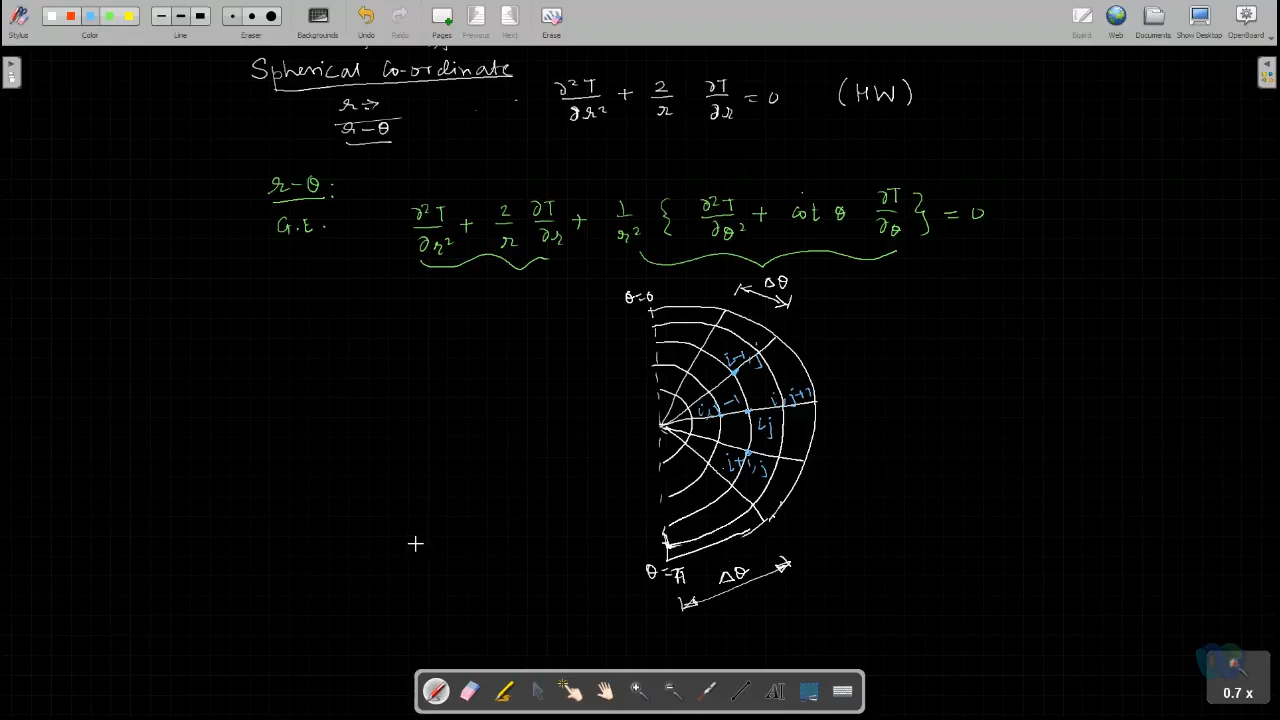 Stylus
Color
Line
Eraser
Backgrounds
Undo
Redo
Pages
Previous
Next
Erase
Board
Web
Documents
Show Desktop
OpenBoard
Spherical Co-ordinate
r →
∂²T/∂r² + 2/r ∂T/∂r = 0 (HW)
r-θ
r-θ :
G.E. ∂²T/∂r² + 2/r ∂T/∂r + 1/r² { ∂²T/∂θ² + cot θ ∂T/∂θ } = 0
θ=0
Δθ
i-1,j
i,j-1
i,j+1
i,j
i+1,j
θ=π
Δθ
0.7 x